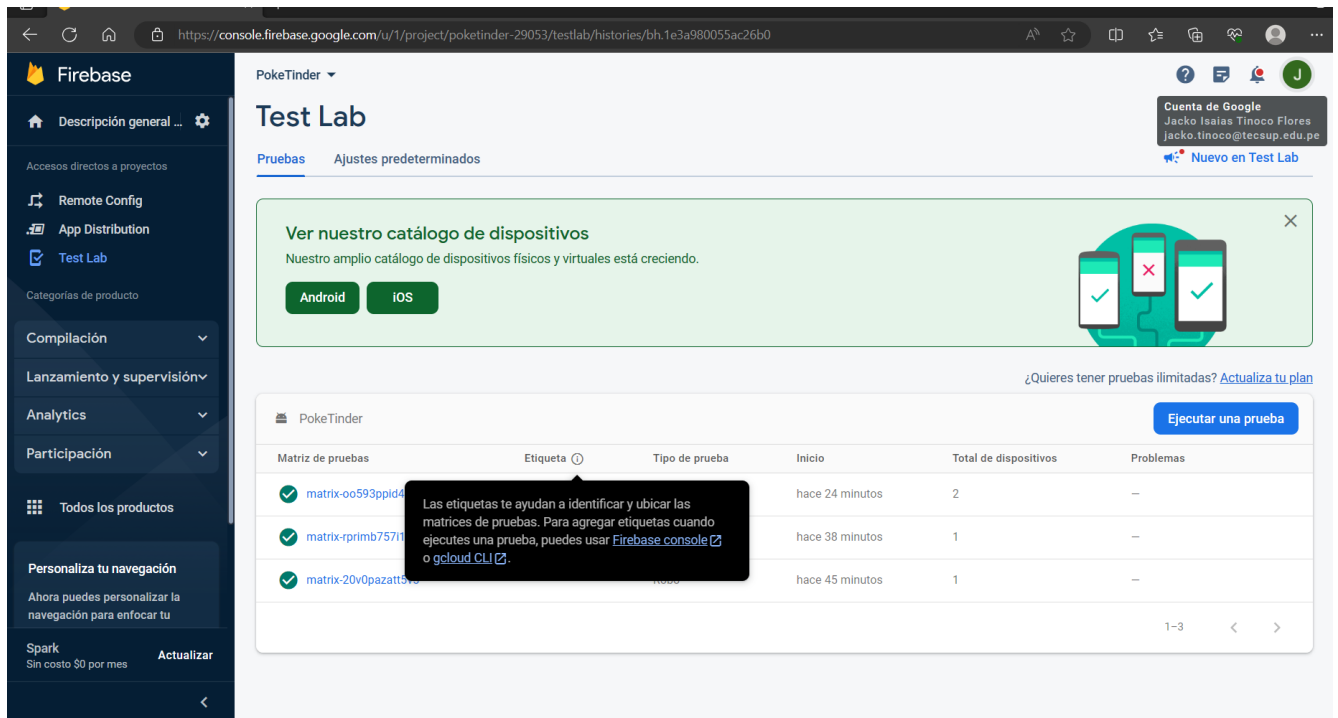 https://console.firebase.google.com/u/1/project/poketinder-29053/testlab/histories/bh.1e3a980055ac26b0
Firebase
Descripción general ...
Accesos directos a proyectos
Remote Config
App Distribution
Test Lab
Categorías de producto
Compilación
Lanzamiento y supervisión
Analytics
Participación
Todos los productos
Personaliza tu navegación
Ahora puedes personalizar la
navegación para enfocar tu
Spark
Sin costo $0 por mes
Actualizar
PokeTinder
J
Test Lab
Cuenta de Google
Jacko Isaias Tinoco Flores
jacko.tinoco@tecsup.edu.pe
Pruebas Ajustes predeterminados
Nuevo en Test Lab
Ver nuestro catálogo de dispositivos
Nuestro amplio catálogo de dispositivos físicos y virtuales está creciendo.
Android iOS
¿Quieres tener pruebas ilimitadas? Actualiza tu plan
PokeTinder
Ejecutar una prueba
Matriz de pruebas Etiqueta Tipo de prueba Inicio Total de dispositivos Problemas
matrix-oo593ppid4 hace 24 minutos 2 —
matrix-rprimb757i1 hace 38 minutos 1 —
matrix-20v0pazatt5 hace 45 minutos 1 —
Las etiquetas te ayudan a identificar y ubicar las
matrices de pruebas. Para agregar etiquetas cuando
ejecutes una prueba, puedes usar Firebase console
o gcloud CLI.
1–3